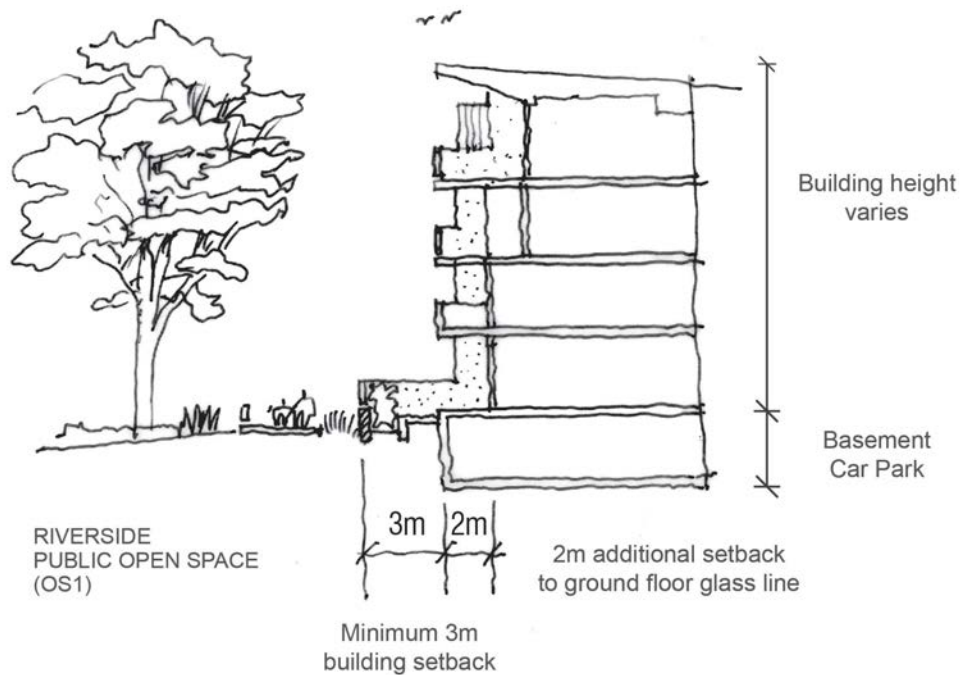 Building height
varies
Basement
Car Park
3m
2m
RIVERSIDE
PUBLIC OPEN SPACE
(OS1)
2m additional setback
to ground floor glass line
Minimum 3m
building setback